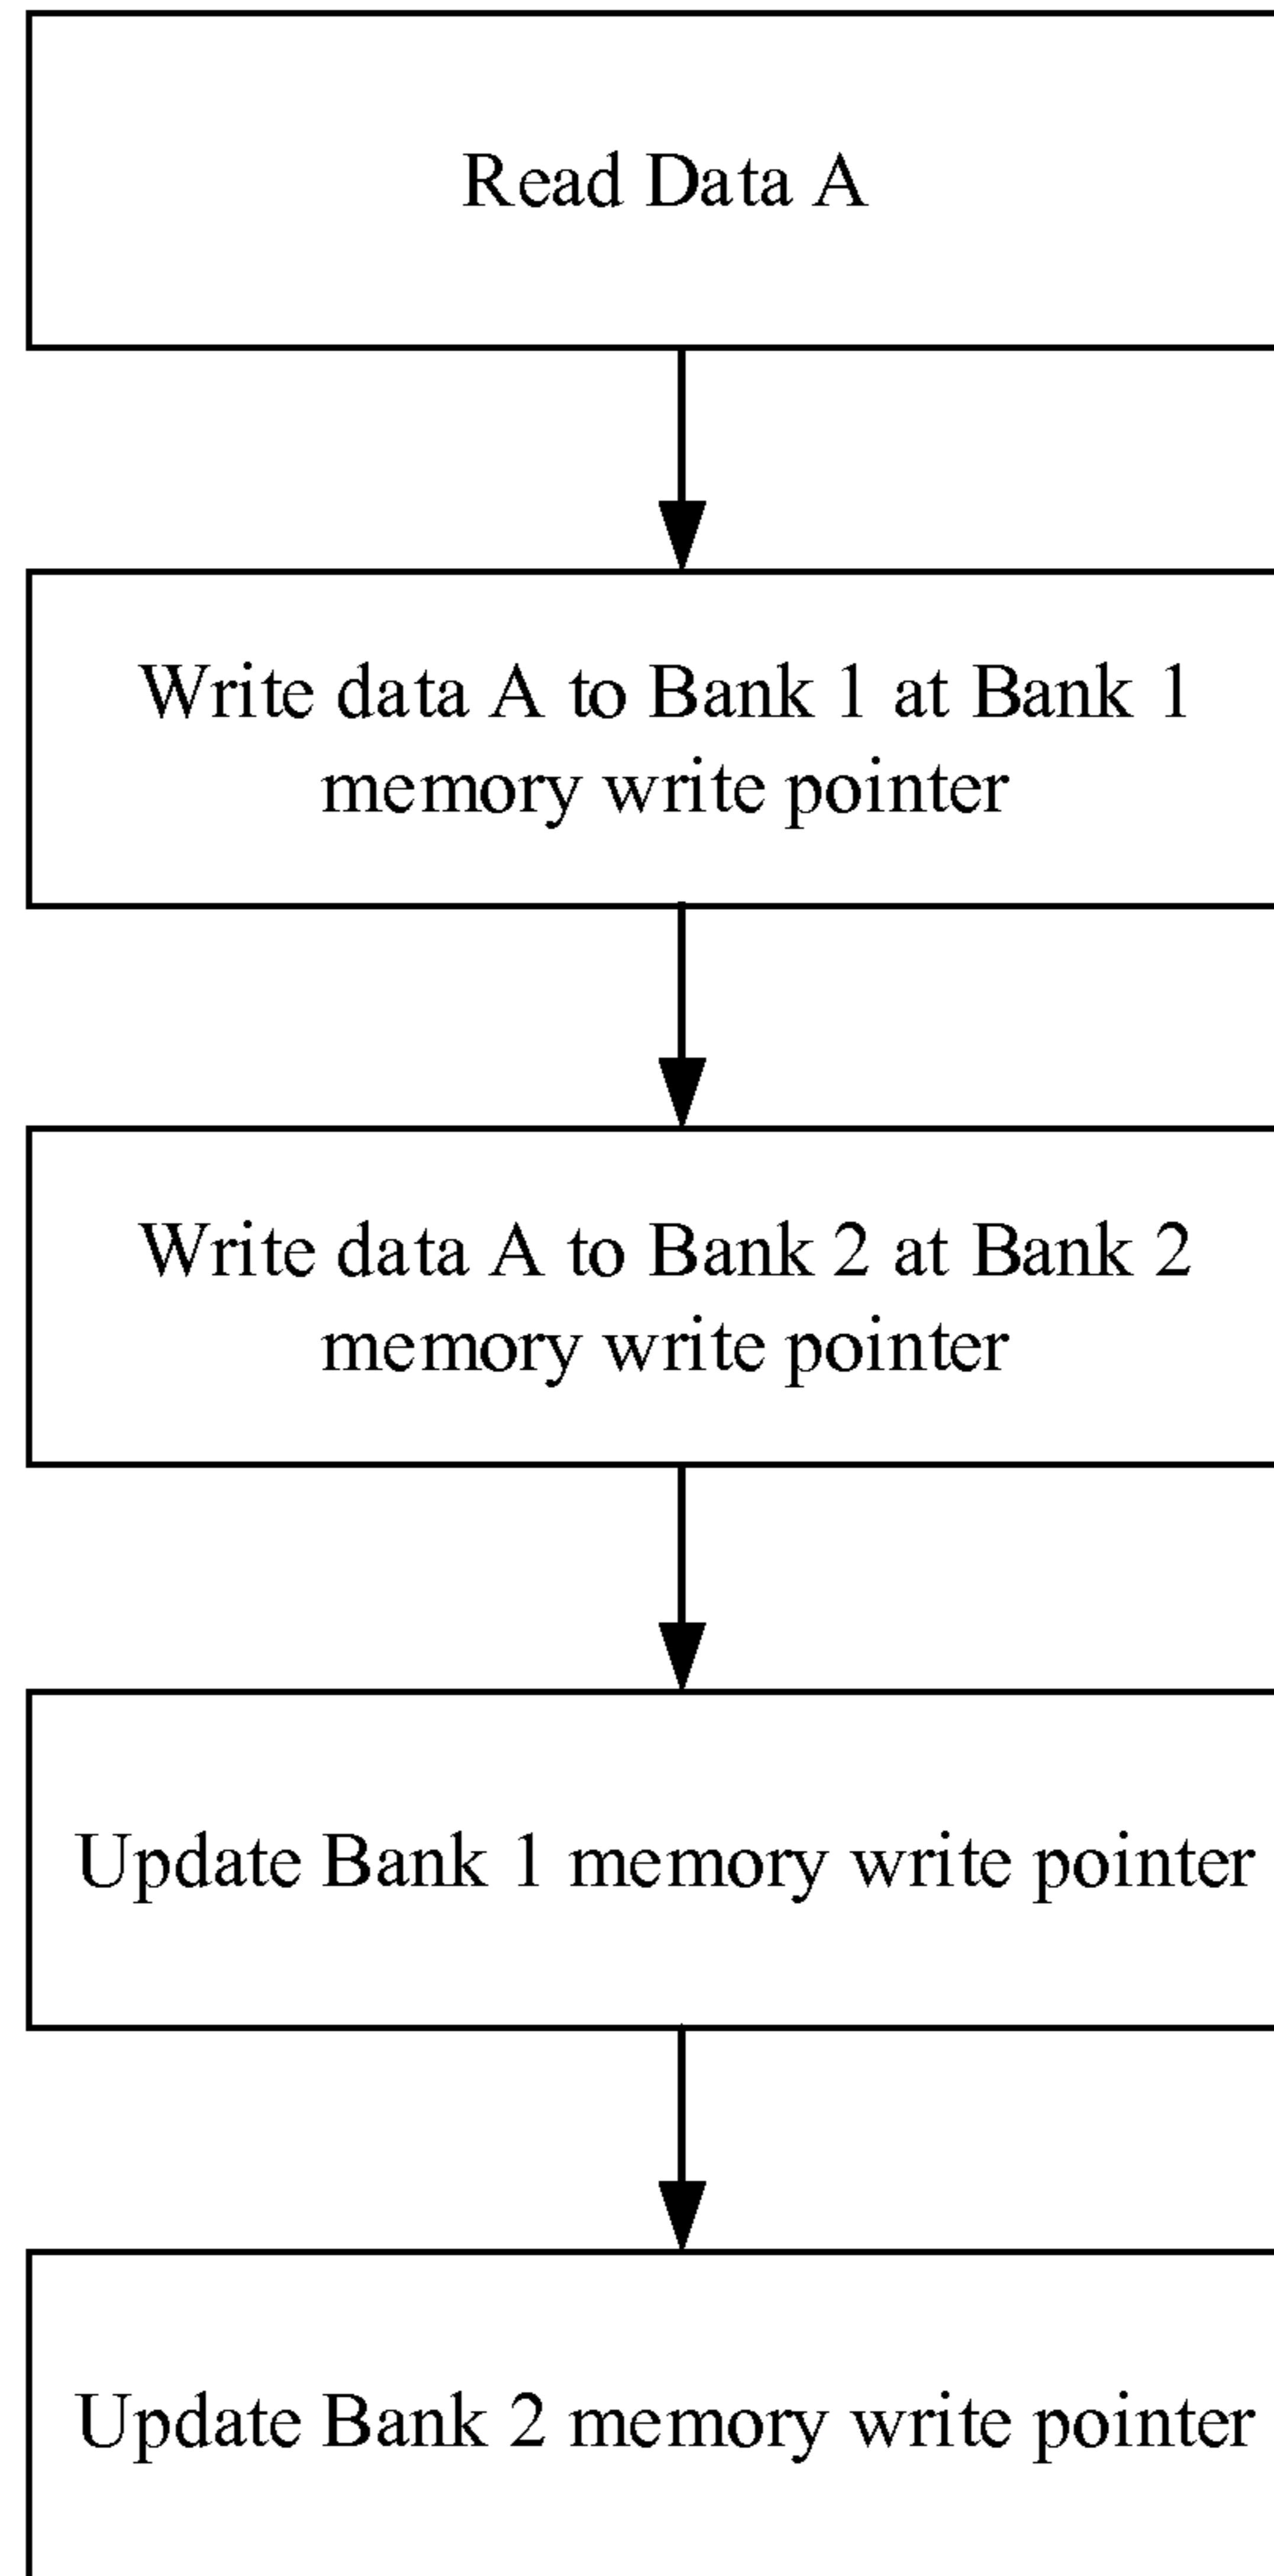 Read Data A
Write data A to Bank 1 at Bank 1
memory write pointer
Write data A to Bank 2 at Bank 2
memory write pointer
Update Bank 1 memory write pointer
Update Bank 2 memory write pointer